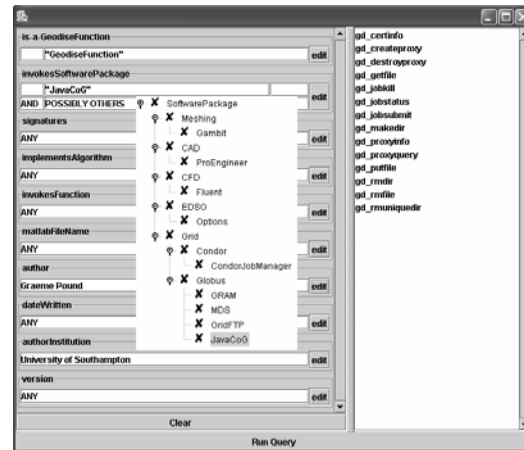 is-a-GeodiseFunction
"GeodiseFunction"
edit
invokesSoftwarePackage
"JavaCoG"
edit
AND POSSIBLY OTHERS
signatures
ANY
edit
implementsAlgorithm
ANY
edit
invokesFunction
ANY
edit
matlabFileName
ANY
edit
author
Graeme Pound
edit
dateWritten
ANY
edit
authorInstitution
University of Southampton
edit
version
ANY
edit
SoftwarePackage
Meshing
Gambit
CAD
ProEngineer
CFD
Fluent
EDSO
Options
Grid
Condor
CondorJobManager
Globus
GRAM
MDS
GridFTP
JavaCoG
Clear
gd_certinfo
gd_createproxy
gd_destroyproxy
gd_getfile
gd_jobkill
gd_jobstatus
gd_jobsubmit
gd_makedir
gd_proxyinfo
gd_proxyquery
gd_putfile
gd_rmdir
gd_rmfile
gd_rmuniquedir
Run Query